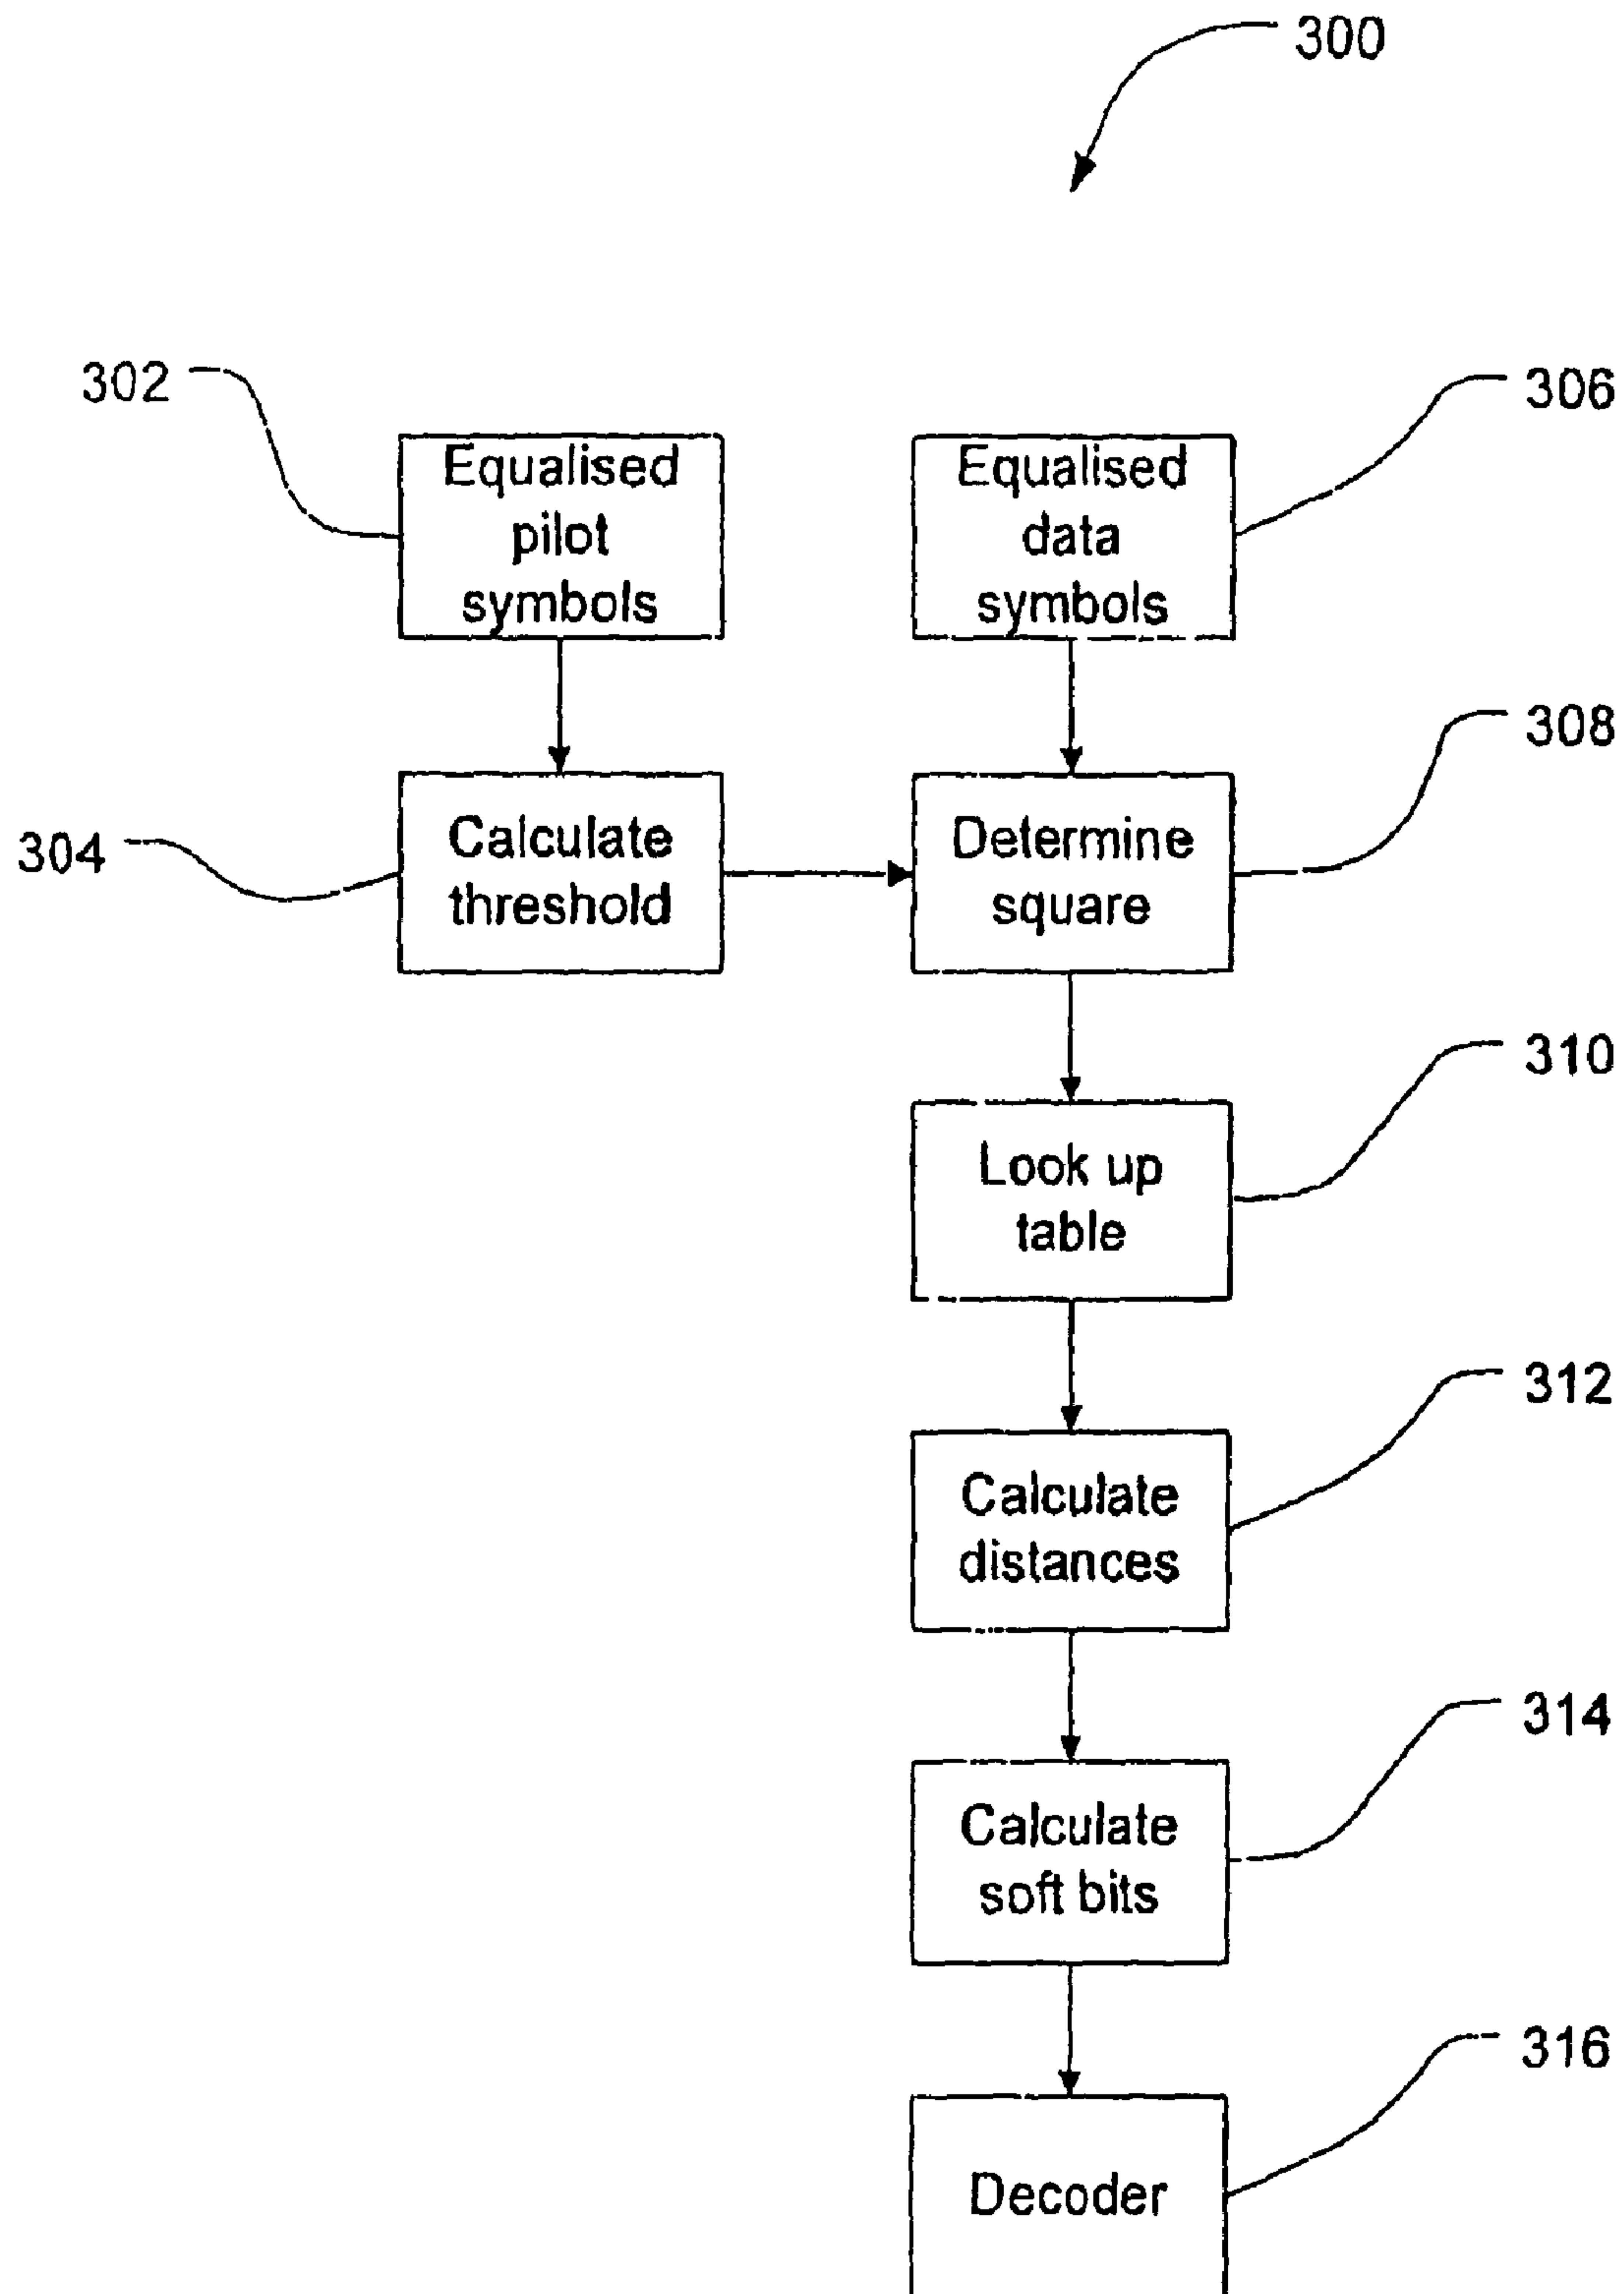 300
302
306
Equalised
pilot
symbols
Equalised
data
symbols
304
308
Calculate
threshold
Determine
square
310
Look up
table
312
Calculate
distances
314
Calculate
soft bits
316
Decoder